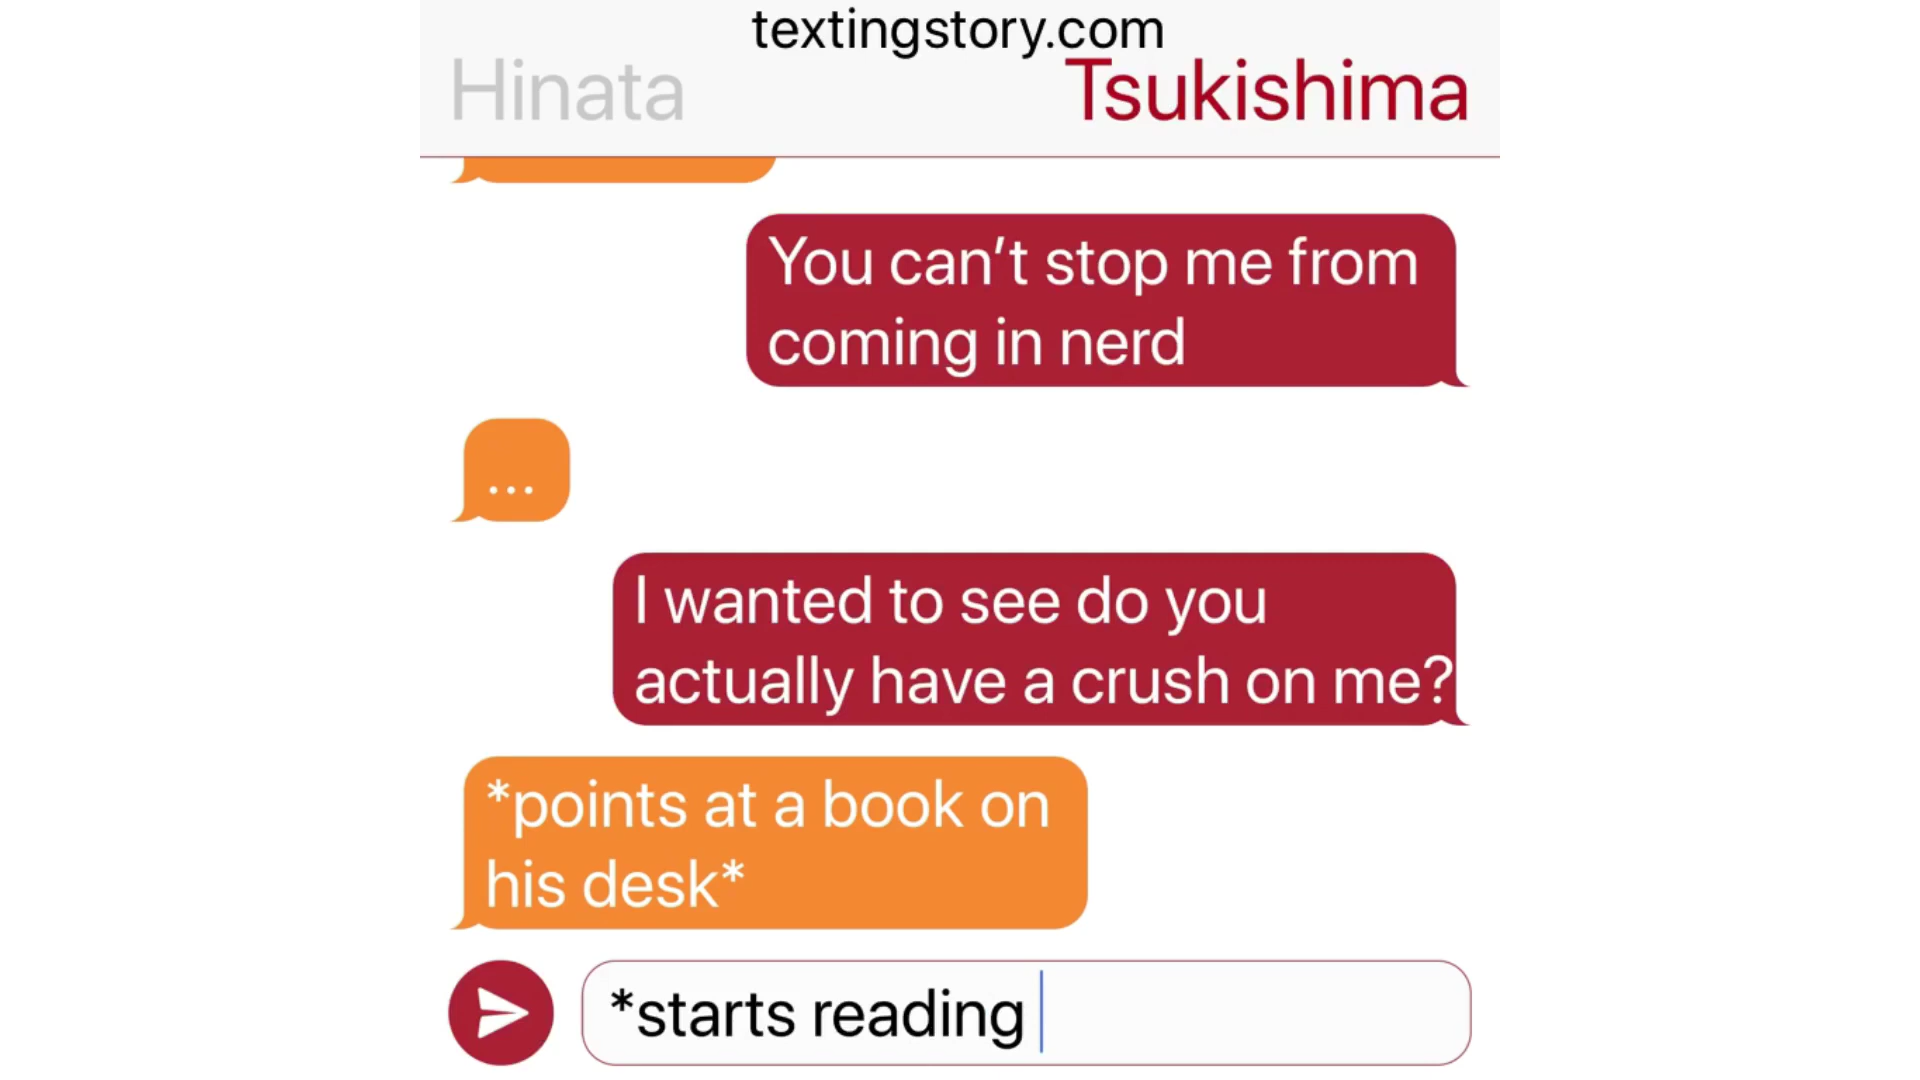 textingstory.com
Hinata Tsukishima
You can’t stop me from
coming in nerd
...
I wanted to see do you
actually have a crush on me?
*points at a book on
his desk*
*starts reading